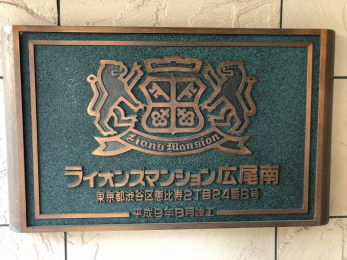 Lions Mansion
ライオンズマンション広尾南
東京都渋谷区恵比寿2丁目24番6号
平成9年8月竣工